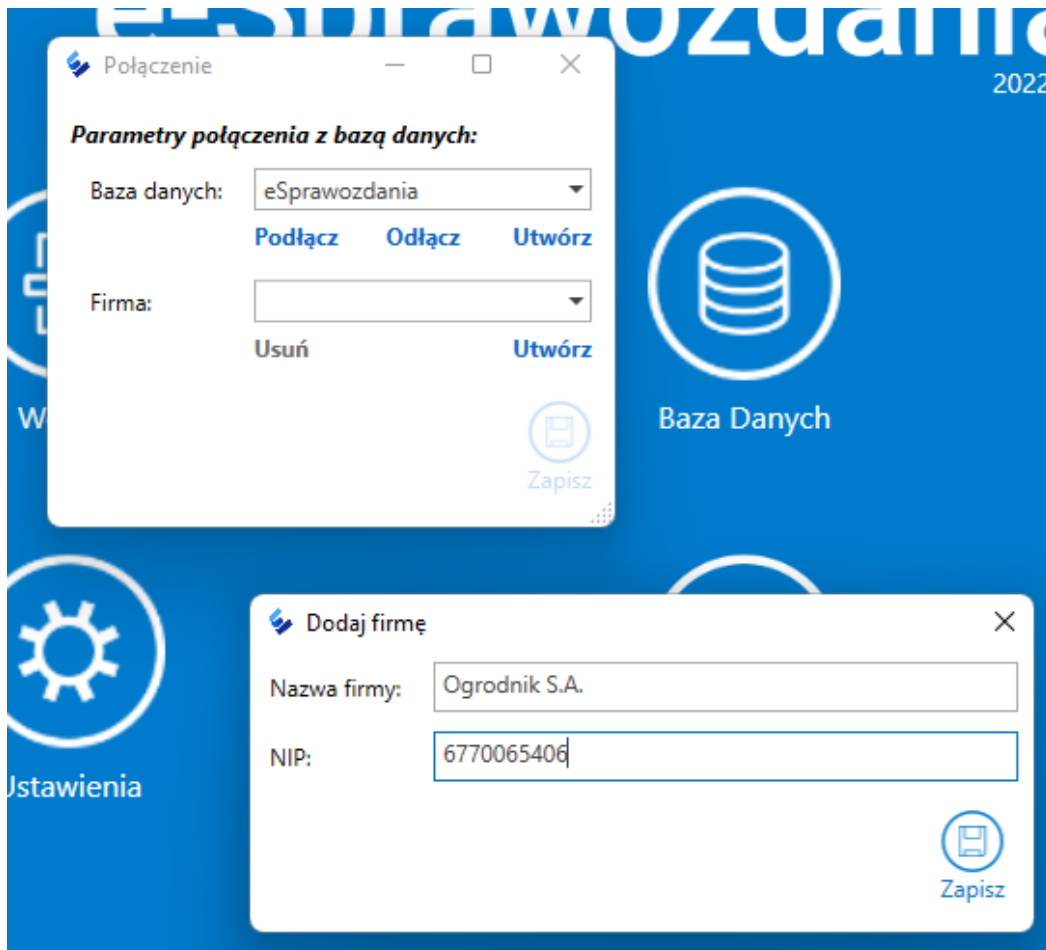 e-Sprawozdania
2022
Połączenie
Parametry połączenia z bazą danych:
Baza danych: eSprawozdania
Podłącz Odłącz Utwórz
Firma:
Usuń Utwórz
Zapisz
W
Baza Danych
Ustawienia
Dodaj firmę
Nazwa firmy: Ogrodnik S.A.
NIP: 6770065406
Zapisz